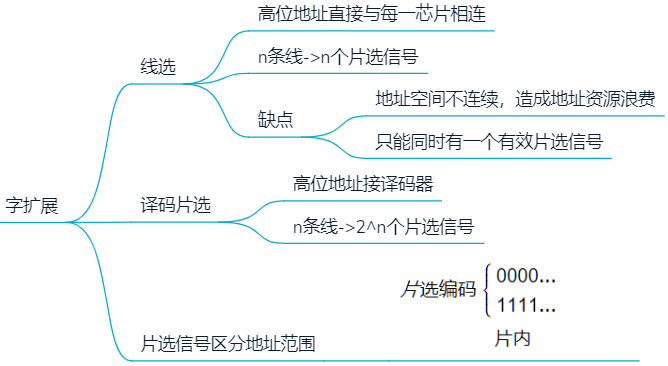 高位地址直接与每一芯片相连
线选
n条线->n个片选信号
缺点
地址空间不连续，造成地址资源浪费
只能同时有一个有效片选信号
字扩展
译码片选
高位地址接译码器
n条线->2^n个片选信号
片选信号区分地址范围
片选编码
0000...
1111...
片内